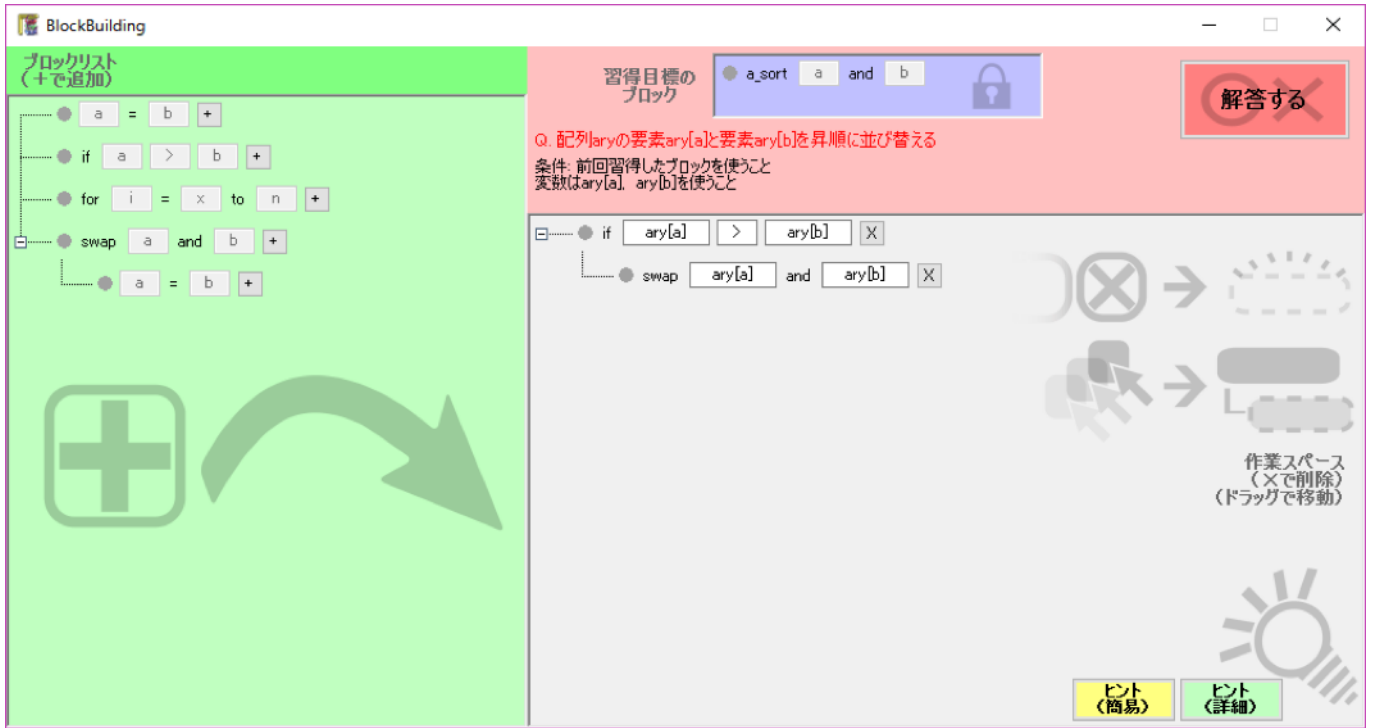 BlockBuilding
ブロックリスト
(＋で追加)
a = b +
if a > b +
for i = x to n +
swap a and b +
a = b +
習得目標の
ブロック
a_sort a and b
解答する
Q. 配列aryの要素ary[a]と要素ary[b]を昇順に並び替える
条件: 前回習得したブロックを使うこと
変数はary[a], ary[b]を使うこと
if ary[a] > ary[b] X
swap ary[a] and ary[b] X
作業スペース
(×で削除)
(ドラッグで移動)
ヒント
(簡易)
ヒント
(詳細)